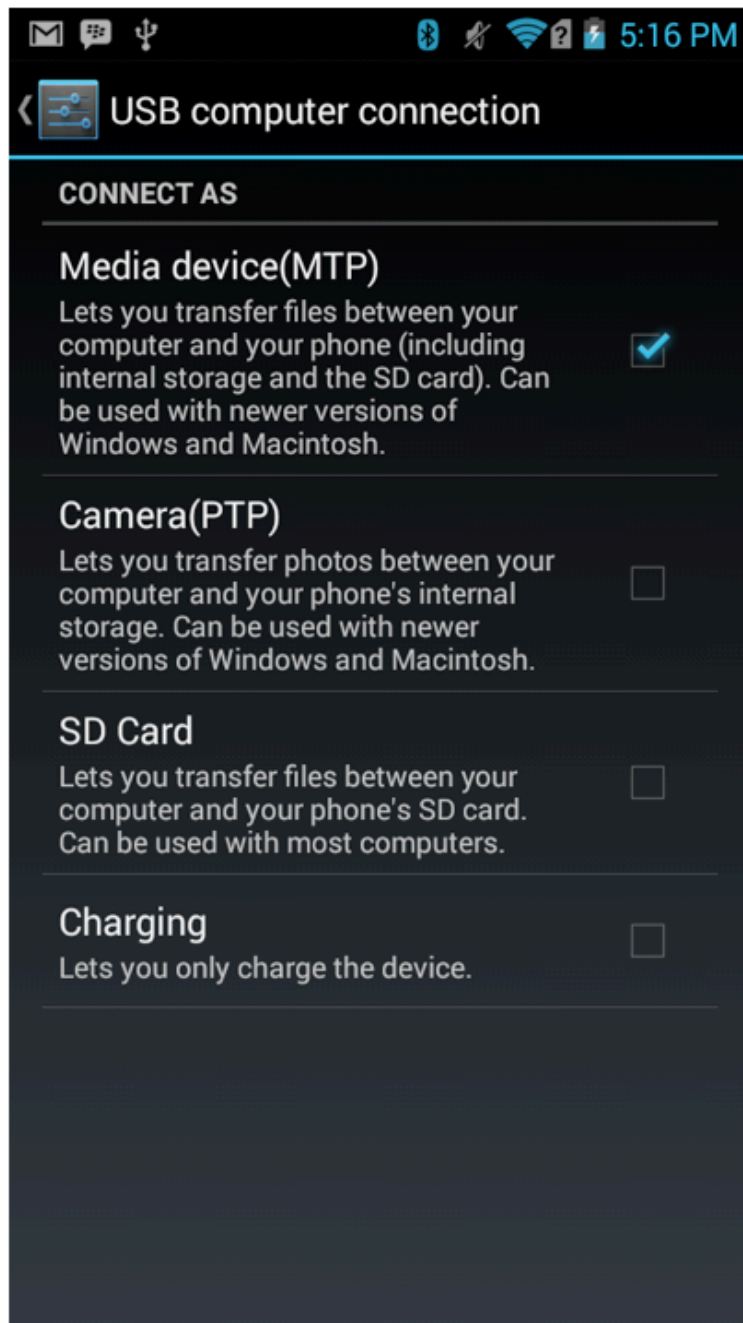 5:16 PM
USB computer connection
CONNECT AS
Media device(MTP)
Lets you transfer files between your
computer and your phone (including
internal storage and the SD card). Can
be used with newer versions of
Windows and Macintosh.
Camera(PTP)
Lets you transfer photos between your
computer and your phone's internal
storage. Can be used with newer
versions of Windows and Macintosh.
SD Card
Lets you transfer files between your
computer and your phone's SD card.
Can be used with most computers.
Charging
Lets you only charge the device.